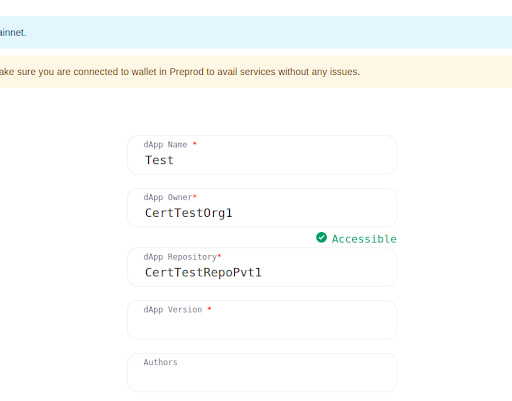 ainnet.
ake sure you are connected to wallet in Preprod to avail services without any issues.
dApp Name *
Test
dApp Owner*
CertTestOrg1
Accessible
dApp Repository*
CertTestRepoPvt1
dApp Version *
Authors